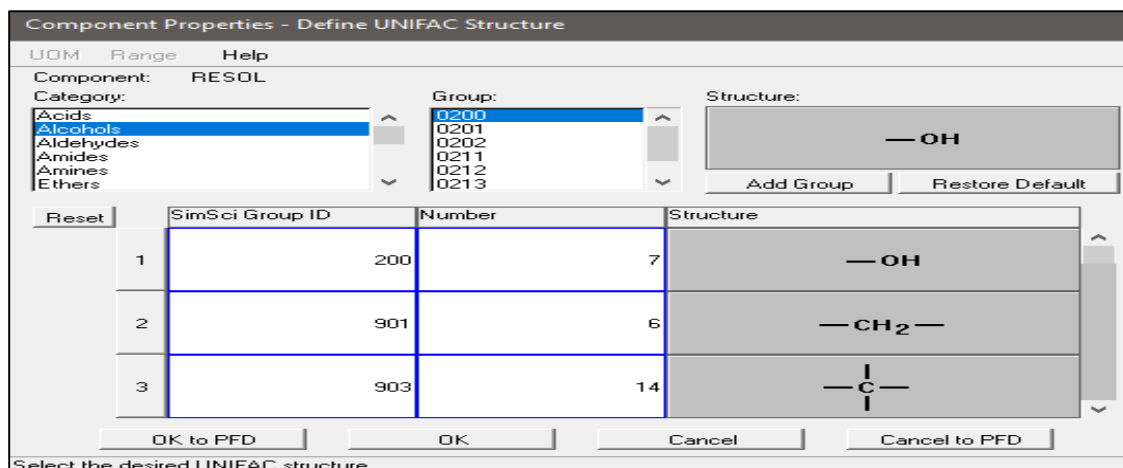 Component Properties - Define UNIFAC Structure
UOM Range Help
Component: RESOL
Category: Group: Structure:
Acids 0200
Alcohols 0201
Aldehydes 0202
Amides 0211
Amines 0212
Ethers 0213
—OH
Add Group Restore Default
Reset SimSci Group ID Number Structure
1 200 7 —OH
2 901 6 —CH₂—
3 903 14 —C—
OK to PFD OK Cancel Cancel to PFD
Select the desired UNIFAC structure